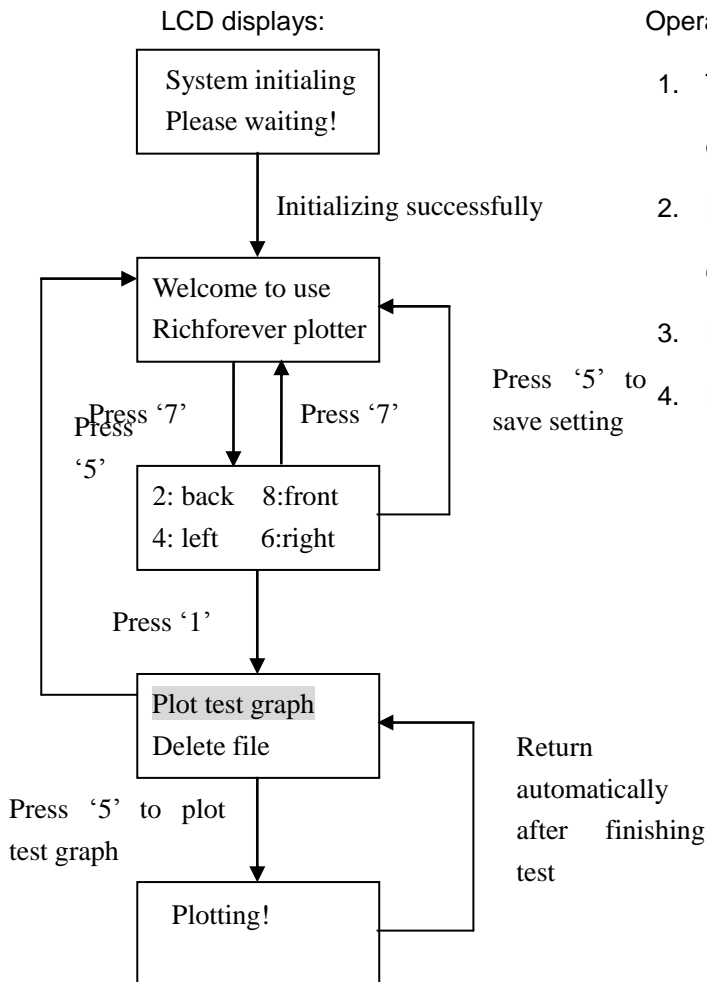 LCD displays:
Opera
System initialing
Please waiting!
1.
Initializing successfully
2.
Welcome to use
Richforever plotter
3.
Press ‘5’ to
save setting
4.
Press ‘7’
Press ‘7’
Press
‘5’
2: back 8:front
4: left 6:right
Press ‘1’
Plot test graph
Delete file
Return
automatically
after finishing
test
Press ‘5’ to plot
test graph
Plotting!